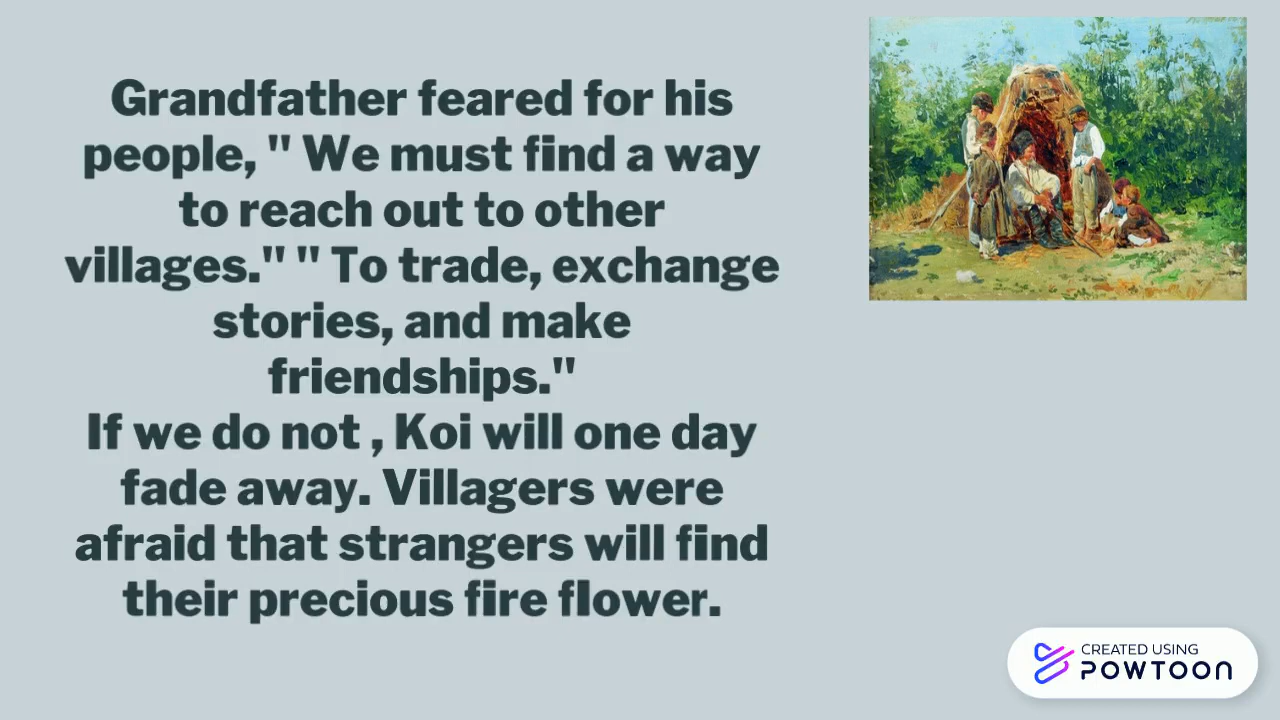 Grandfather feared for his
people, " We must find a way
to reach out to other
villages." " To trade, exchange
stories, and make
friendships."
If we do not , Koi will one day
fade away. Villagers were
afraid that strangers will find
their precious fire flower.
CREATED USING
POWTOON